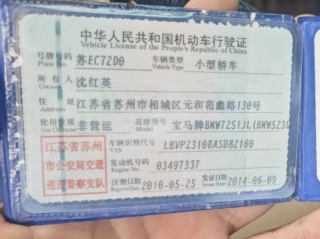 中华人民共和国机动车行驶证
Vehicle License of the People's Republic of China
号牌号码 苏EC72D0 车辆类型 小型轿车
Plate No. Vehicle Type
所有人 沈红英
Owner
住址 江苏省苏州市相城区元和范蠡路130号
Address
使用性质 非营运 品牌型号 宝马牌BMW7251JL(BMW523
Use Character Model
江苏省苏州
市公安局交通
巡逻警察支队
车辆识别代号 LBVPZ3108ASD82160
VIN
发动机号码 03497337
Engine No.
注册日期 2010-05-25 发证日期 2014-06-09
Register Date Issue Date